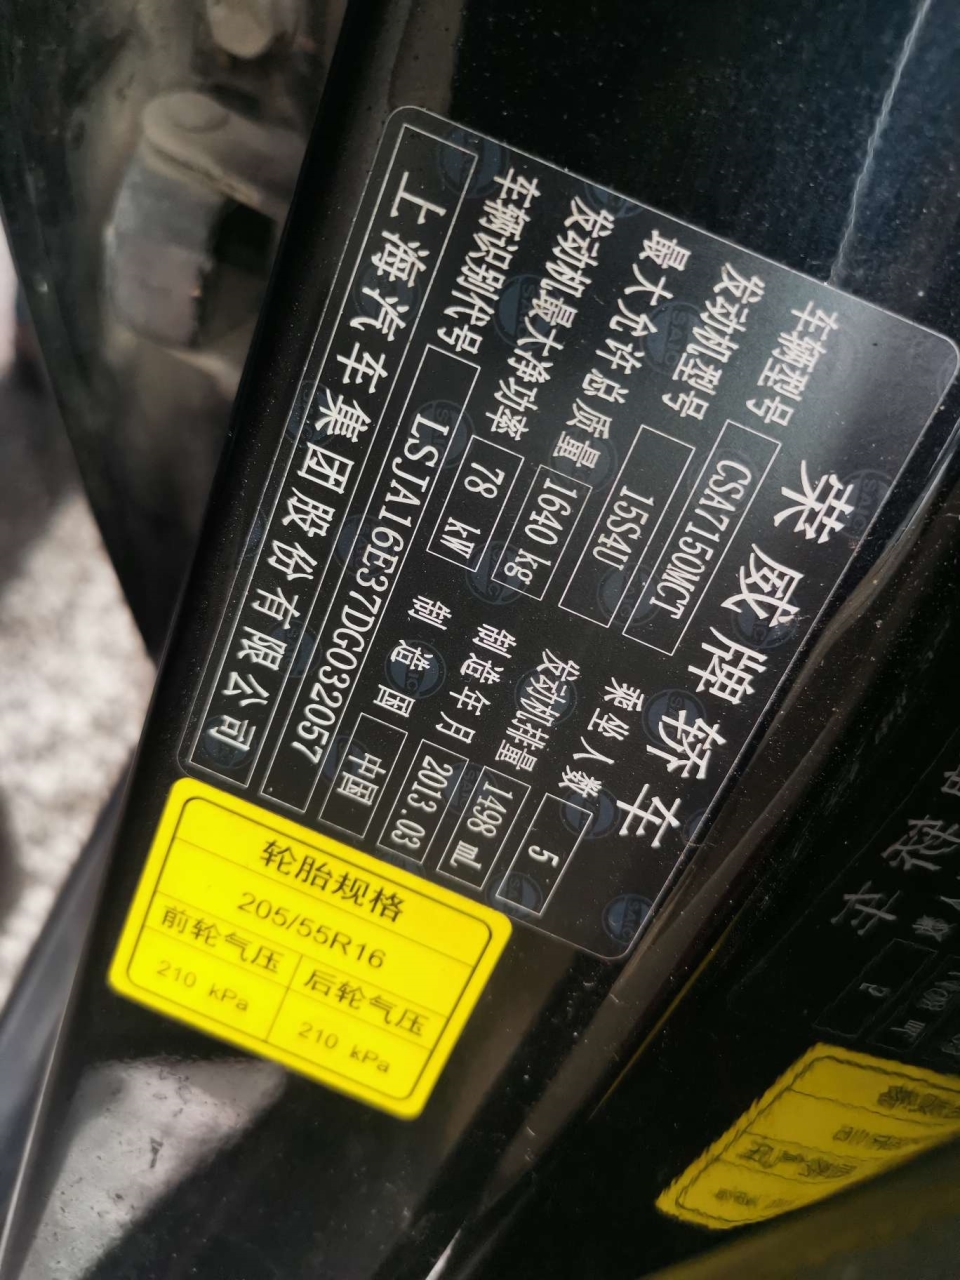 荣威牌轿车
车辆型号 CSA7150MCT
发动机型号 15S4U 乘坐人数 5
最大允许总质量 1640 kg 发动机排量 1498 mL
发动机最大净功率 78 kW 制造年月 2013.03
车辆识别代号 LSJA16E37DG032057 制造国 中国
上海汽车集团股份有限公司
轮胎规格
205/55R16
前轮气压 后轮气压
210 kPa 210 kPa